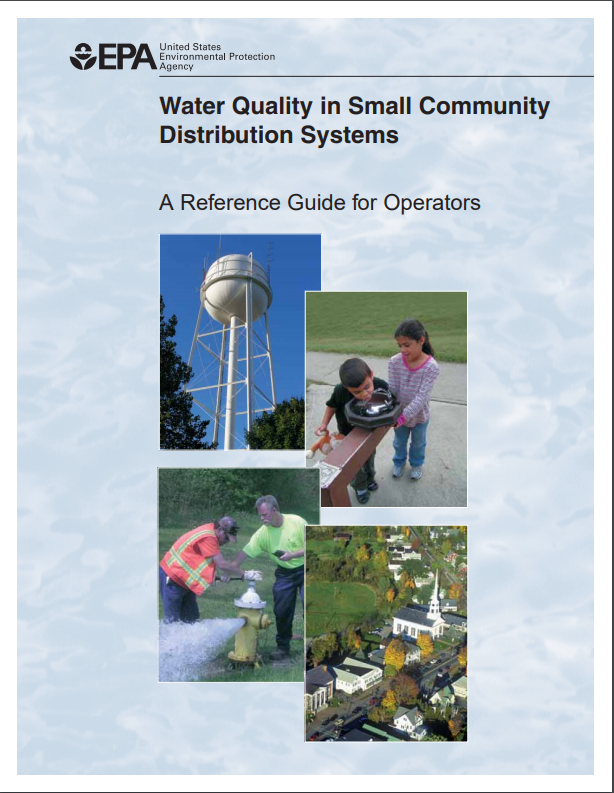 EPA
United States
Environmental Protection
Agency
Water Quality in Small Community
Distribution Systems
A Reference Guide for Operators